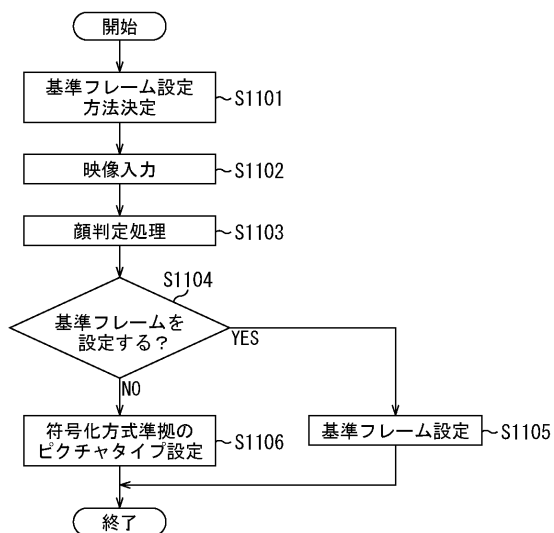 開始
基準フレーム設定
方法決定
S1101
映像入力
S1102
顔判定処理
S1103
S1104
基準フレームを
設定する?
YES
NO
符号化方式準拠の
ピクチャタイプ設定
S1106
基準フレーム設定
S1105
終了